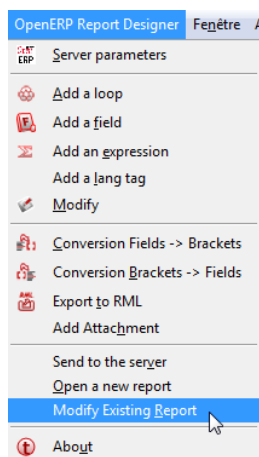 OpenERP Report Designer Fenêtre
Server parameters
Add a loop
Add a field
Add an expression
Add a lang tag
Modify
Conversion Fields -> Brackets
Conversion Brackets -> Fields
Export to RML
Add Attachment
Send to the server
Open a new report
Modify Existing Report
About